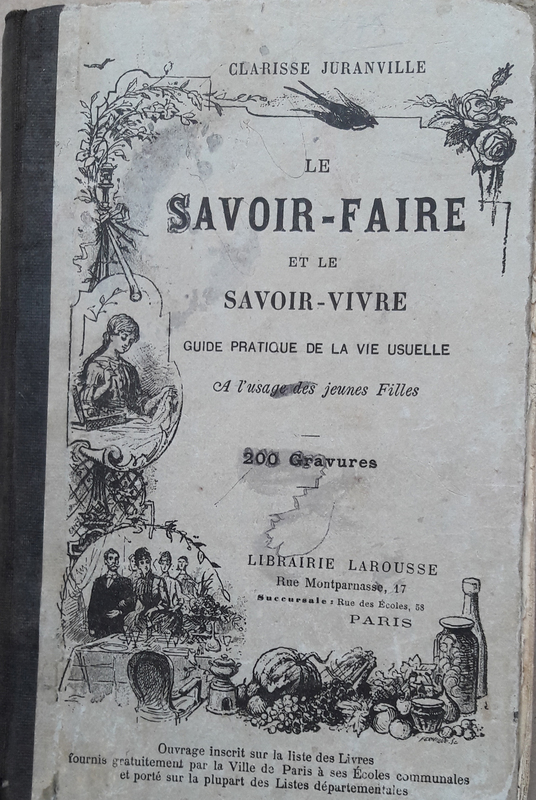 CLARISSE JURANVILLE
LE
SAVOIR-FAIRE
ET LE
SAVOIR-VIVRE
GUIDE PRATIQUE DE LA VIE USUELLE
A l'usage des jeunes Filles
200 Gravures
LIBRAIRIE LAROUSSE
Rue Montparnasse, 17
Succursale : Rue des Écoles, 58
PARIS
Ouvrage inscrit sur la liste des Livres
fournis gratuitement par la Ville de Paris à ses Écoles communales
et porté sur la plupart des Listes départementales